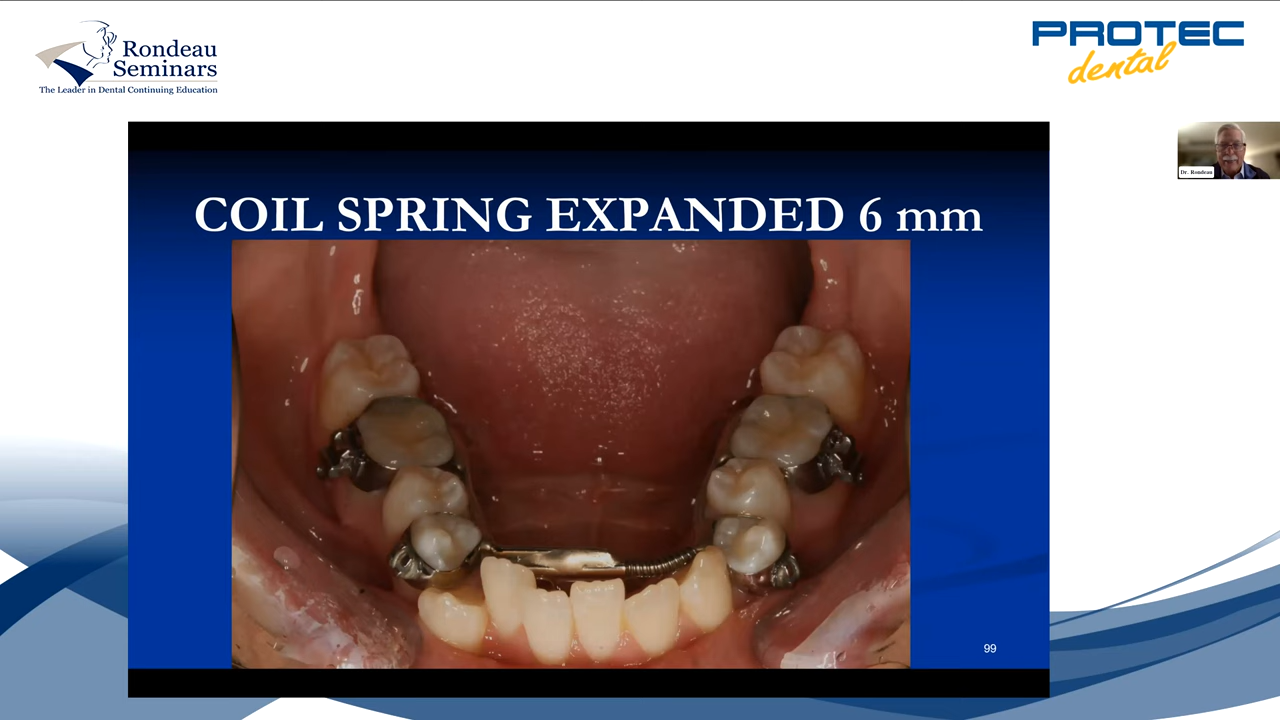 Rondeau
Seminars
The Leader in Dental Continuing Education
PROTEC
dental
Dr. Rondeau
COIL SPRING EXPANDED 6 mm
99